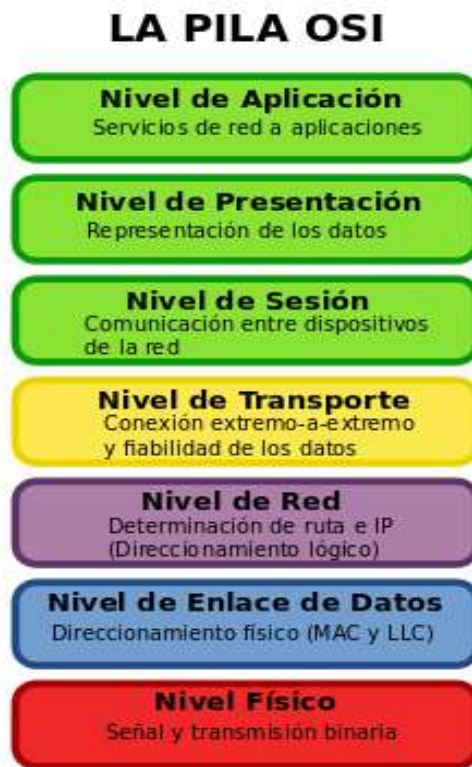 LA PILA OSI
Nivel de Aplicación
Servicios de red a aplicaciones
Nivel de Presentación
Representación de los datos
Nivel de Sesión
Comunicación entre dispositivos
de la red
Nivel de Transporte
Conexión extremo-a-extremo
y fiabilidad de los datos
Nivel de Red
Determinación de ruta e IP
(Direccionamiento lógico)
Nivel de Enlace de Datos
Direccionamiento físico (MAC y LLC)
Nivel Físico
Señal y transmisión binaria